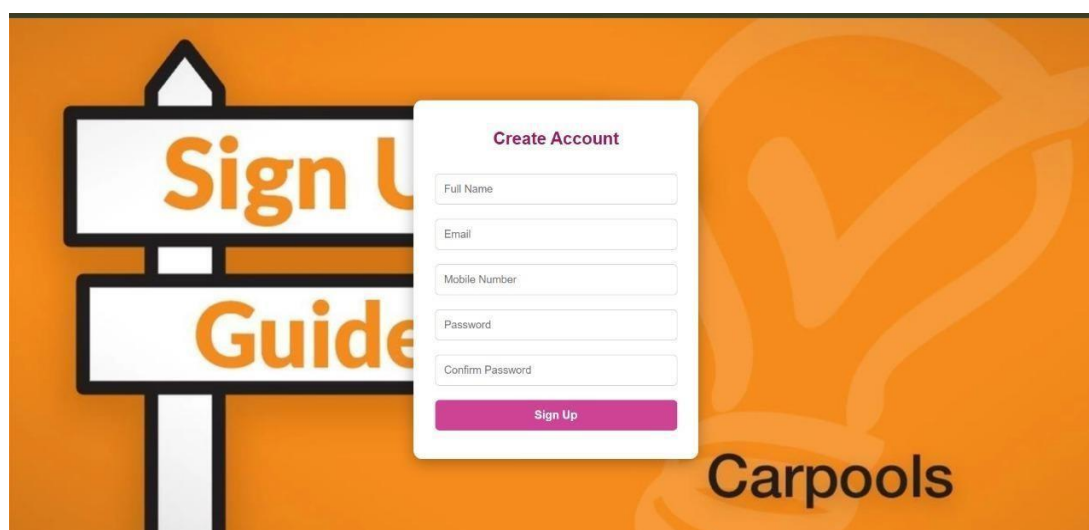 Sign U
Guide
Create Account
Full Name
Email
Mobile Number
Password
Confirm Password
Sign Up
Carpools